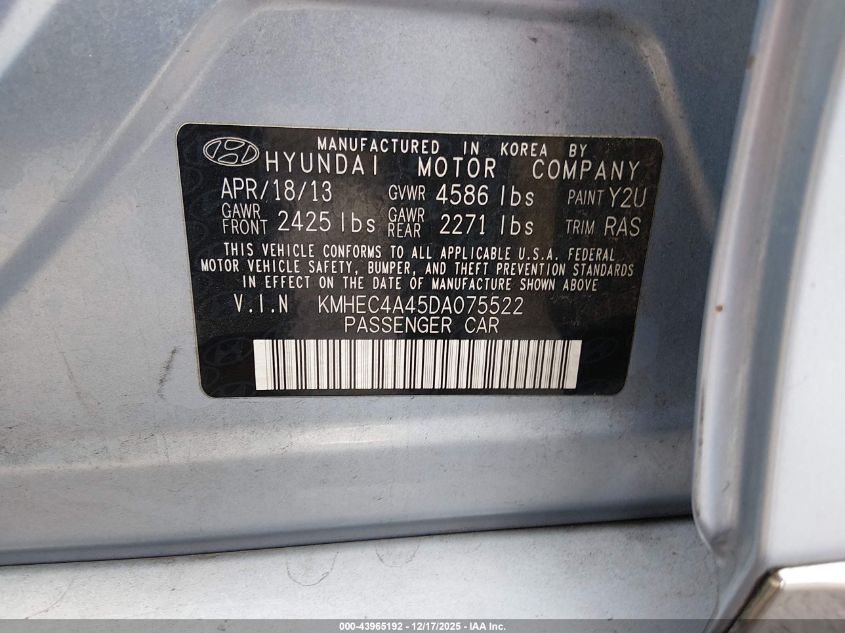 MANUFACTURED IN KOREA BY
HYUNDAI MOTOR COMPANY
APR/18/13 GVWR 4586 lbs PAINT Y2U
GAWR FRONT 2425 lbs GAWR REAR 2271 lbs TRIM RAS
THIS VEHICLE CONFORMS TO ALL APPLICABLE U.S.A. FEDERAL
MOTOR VEHICLE SAFETY, BUMPER, AND THEFT PREVENTION STANDARDS
IN EFFECT ON THE DATE OF MANUFACTURE SHOWN ABOVE
V.I.N KMHEC4A45DA075522
PASSENGER CAR
000-43965192 - 12/17/2025 - IAA Inc.